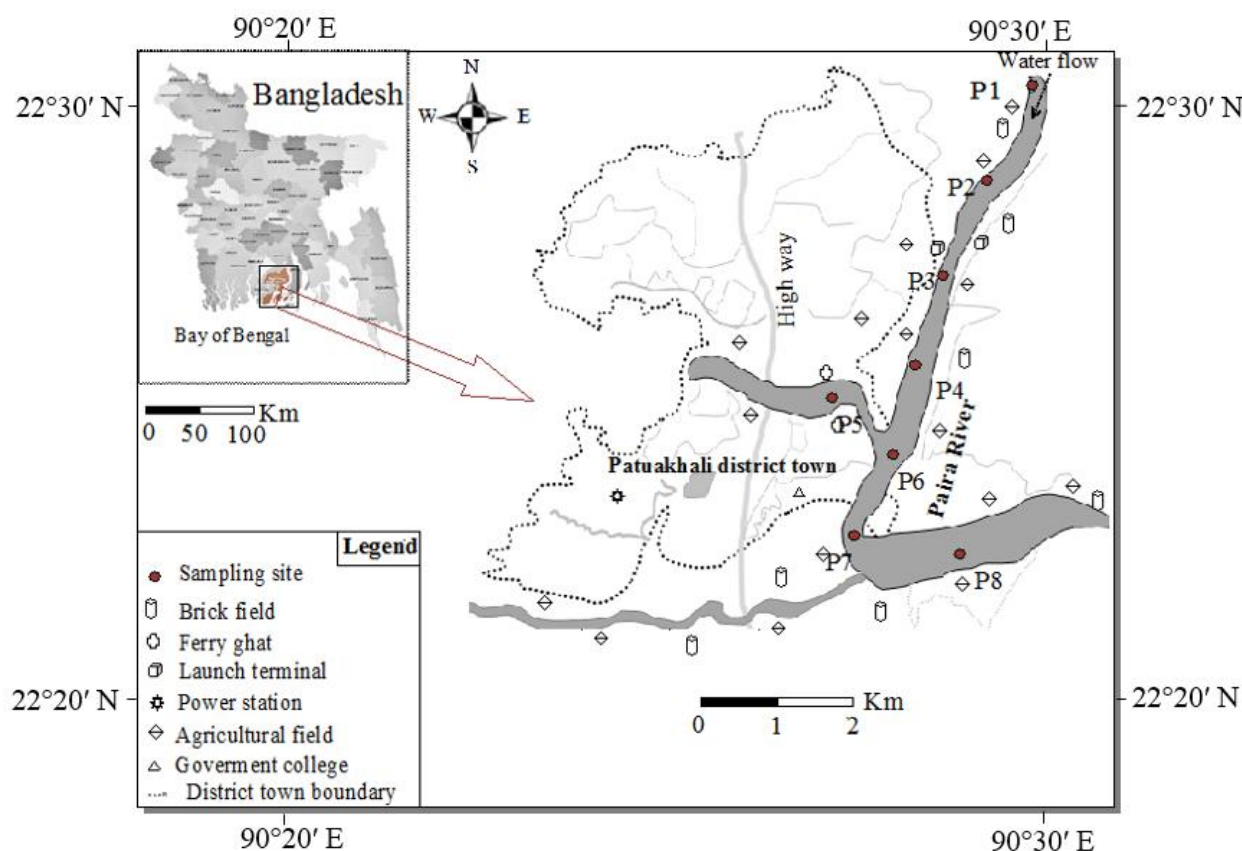 90°20′ E
90°30′ E
Water flow
Bangladesh
N
W
E
S
22°30′ N
22°30′ N
P1
P2
P3
P4
High way
Bay of Bengal
Km
0 50 100
P5
Patuakhali district town
P6
Paira River
P7
P8
Legend
Sampling site
Brick field
Ferry ghat
Launch terminal
Power station
Agricultural field
Goverment college
District town boundary
Km
0 1 2
22°20′ N
22°20′ N
90°20′ E
90°30′ E